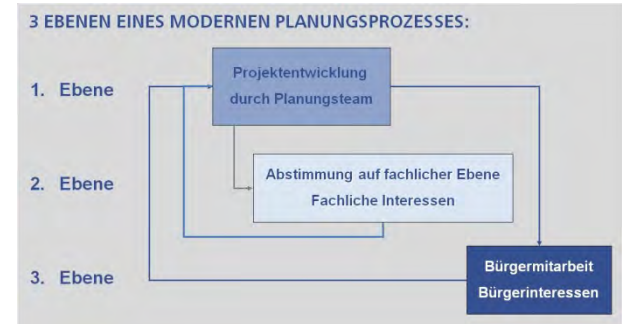 3 EBENEN EINES MODERNEN PLANUNGSPROZESSES:
1. Ebene
Projektentwicklung
durch Planungsteam
2. Ebene
Abstimmung auf fachlicher Ebene
Fachliche Interessen
3. Ebene
Bürgermitarbeit
Bürgerinteressen